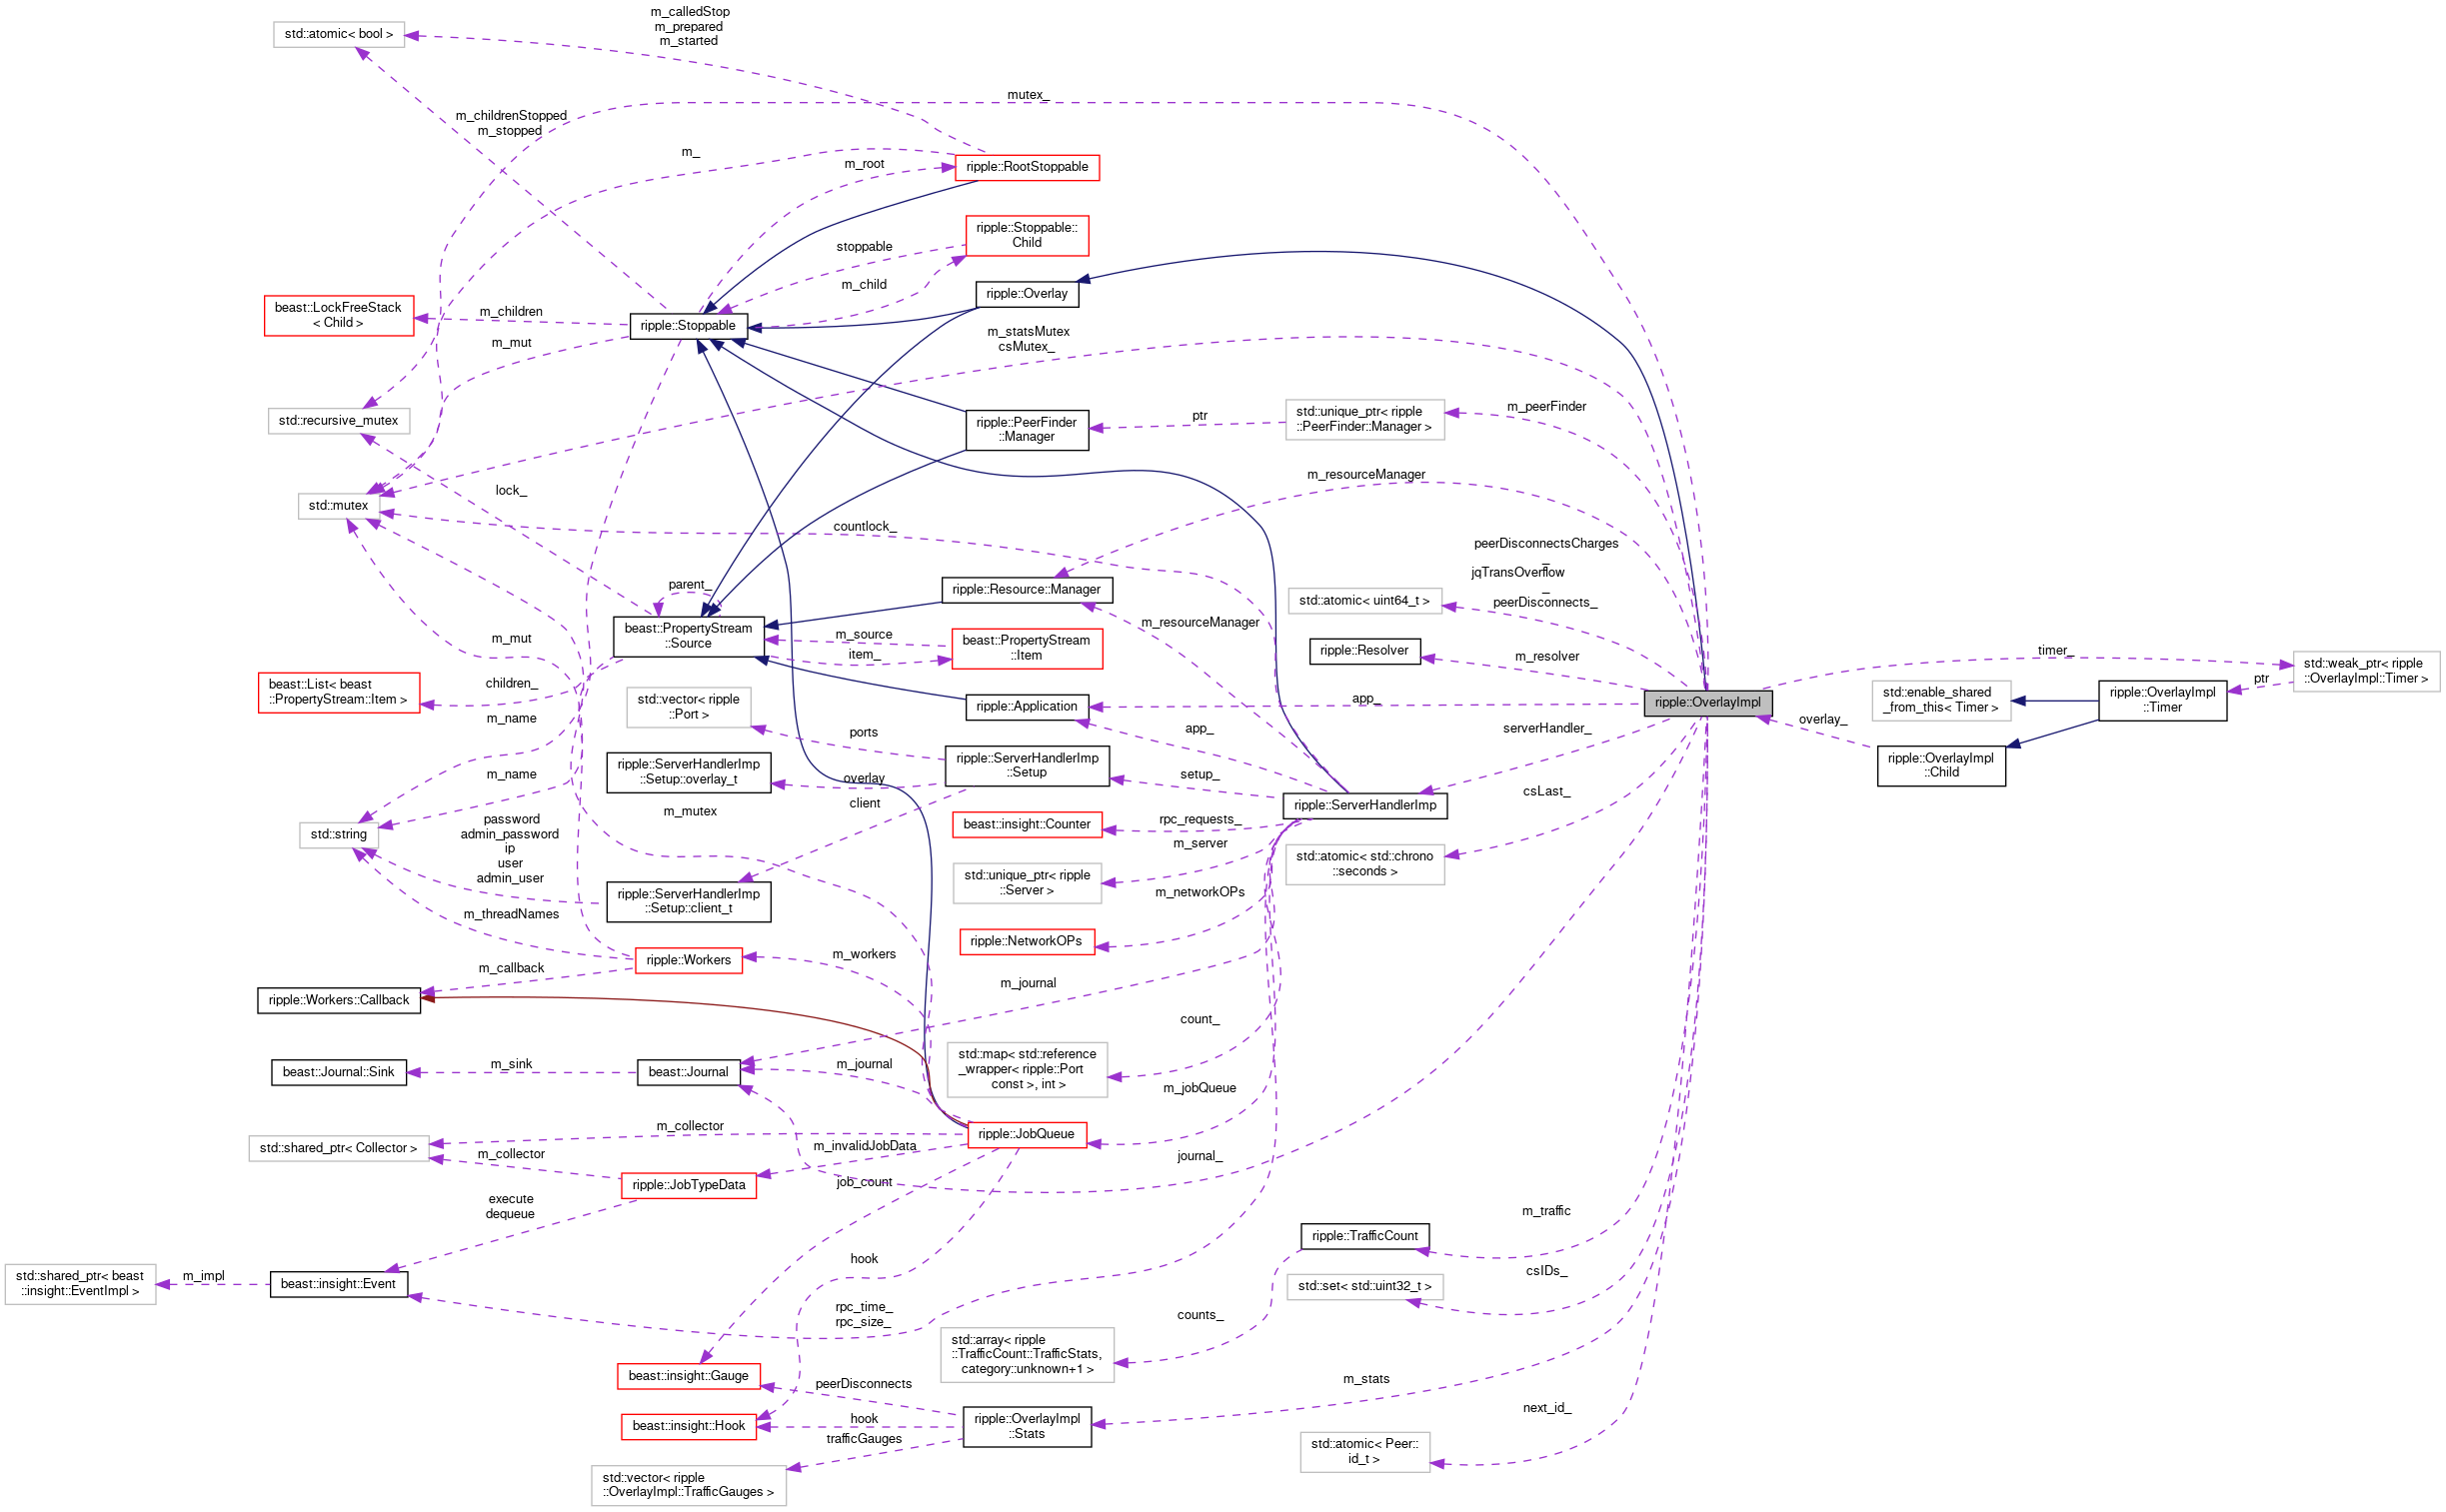 m_calledStop
m_prepared
m_started
std::atomic< bool >
mutex_
m_childrenStopped
m_stopped
m_
m_root
ripple::RootStoppable
stoppable
ripple::Stoppable::
Child
m_child
ripple::Overlay
beast::LockFreeStack
< Child >
m_children
ripple::Stoppable
m_mut
m_statsMutex
csMutex_
std::recursive_mutex
ripple::PeerFinder
::Manager
ptr
std::unique_ptr< ripple
::PeerFinder::Manager >
m_peerFinder
m_resourceManager
lock_
std::mutex
countlock_
peerDisconnectsCharges
_
jqTransOverflow
_
peerDisconnects_
std::atomic< uint64_t >
parent_
ripple::Resource::Manager
m_resourceManager
beast::PropertyStream
::Source
m_source
item_
beast::PropertyStream
::Item
m_mut
ripple::Resolver
m_resolver
timer_
std::weak_ptr< ripple
::OverlayImpl::Timer >
ptr
beast::List< beast
::PropertyStream::Item >
children_
std::vector< ripple
::Port >
ripple::Application
app_
ripple::OverlayImpl
std::enable_shared
_from_this< Timer >
ripple::OverlayImpl
::Timer
m_name
ports
app_
serverHandler_
overlay_
ripple::OverlayImpl
::Child
ripple::ServerHandlerImp
::Setup
setup_
ripple::ServerHandlerImp
::Setup::overlay_t
overlay
m_name
client
ripple::ServerHandlerImp
csLast_
m_mutex
std::string
password
admin_password
ip
user
admin_user
beast::insight::Counter
rpc_requests_
m_server
std::atomic< std::chrono
::seconds >
std::unique_ptr< ripple
::Server >
ripple::ServerHandlerImp
::Setup::client_t
m_networkOPs
m_threadNames
ripple::NetworkOPs
ripple::Workers
m_workers
m_callback
ripple::Workers::Callback
m_journal
count_
beast::Journal::Sink
m_sink
beast::Journal
m_journal
std::map< std::reference
_wrapper< ripple::Port
const >, int >
m_jobQueue
ripple::JobQueue
m_collector
std::shared_ptr< Collector >
m_invalidJobData
m_collector
journal_
ripple::JobTypeData
job_count
execute
dequeue
m_traffic
ripple::TrafficCount
hook
std::shared_ptr< beast
::insight::EventImpl >
m_impl
beast::insight::Event
csIDs_
std::set< std::uint32_t >
rpc_time_
rpc_size_
counts_
std::array< ripple
::TrafficCount::TrafficStats,
category::unknown+1 >
beast::insight::Gauge
peerDisconnects
m_stats
beast::insight::Hook
hook
ripple::OverlayImpl
::Stats
next_id_
trafficGauges
std::atomic< Peer::
id_t >
std::vector< ripple
::OverlayImpl::TrafficGauges >